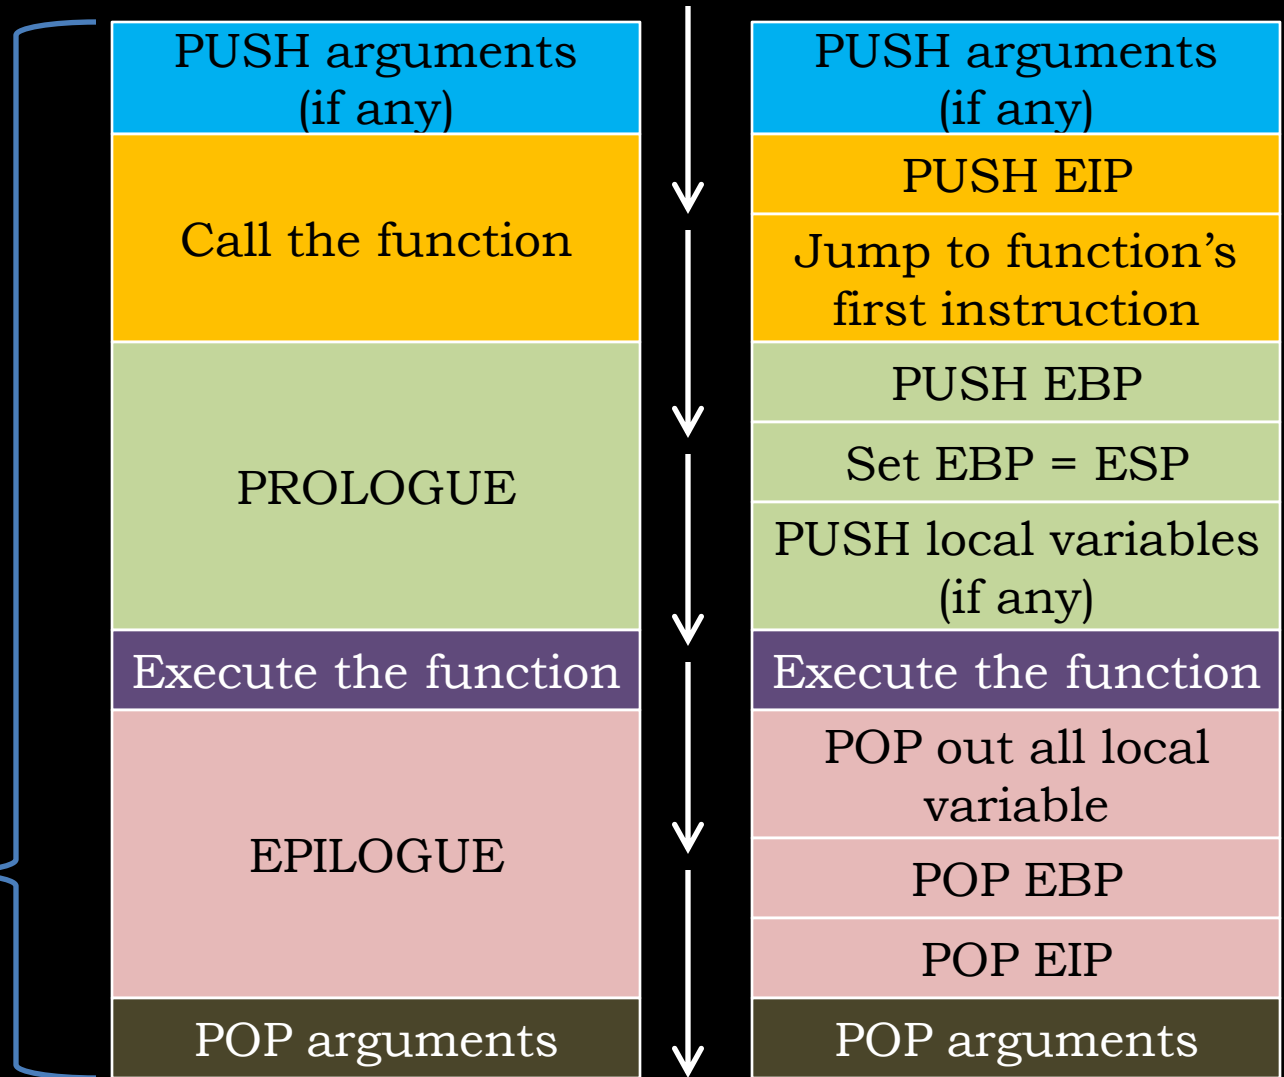 PUSH arguments
(if any)
Call the function
PROLOGUE
Execute the function
EPILOGUE
POP arguments
PUSH arguments
(if any)
PUSH EIP
Jump to function’s
first instruction
PUSH EBP
Set EBP = ESP
PUSH local variables
(if any)
Execute the function
POP out all local
variable
POP EBP
POP EIP
POP arguments